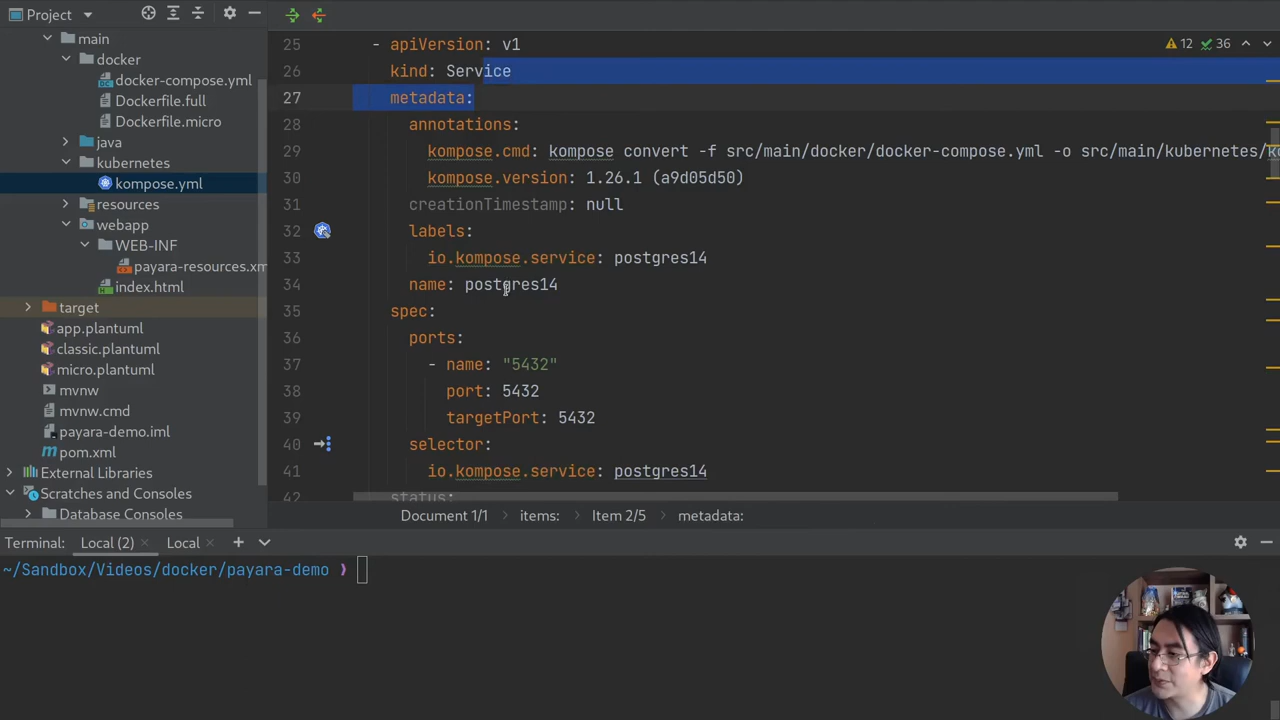 Project
main
docker
docker-compose.yml
Dockerfile.full
Dockerfile.micro
java
kubernetes
kompose.yml
resources
webapp
WEB-INF
payara-resources.xm
index.html
target
app.plantuml
classic.plantuml
micro.plantuml
mvnw
mvnw.cmd
payara-demo.iml
pom.xml
External Libraries
Scratches and Consoles
Database Consoles
12 36
25 - apiVersion: v1
26 kind: Service
27 metadata:
28 annotations:
29 kompose.cmd: kompose convert -f src/main/docker/docker-compose.yml -o src/main/kubernetes/ko
30 kompose.version: 1.26.1 (a9d05d50)
31 creationTimestamp: null
32 labels:
33 io.kompose.service: postgres14
34 name: postgres14
35 spec:
36 ports:
37 - name: "5432"
38 port: 5432
39 targetPort: 5432
40 selector:
41 io.kompose.service: postgres14
42 status:
Document 1/1 items: Item 2/5 metadata:
Terminal: Local (2) Local
~/Sandbox/Videos/docker/payara-demo ❯